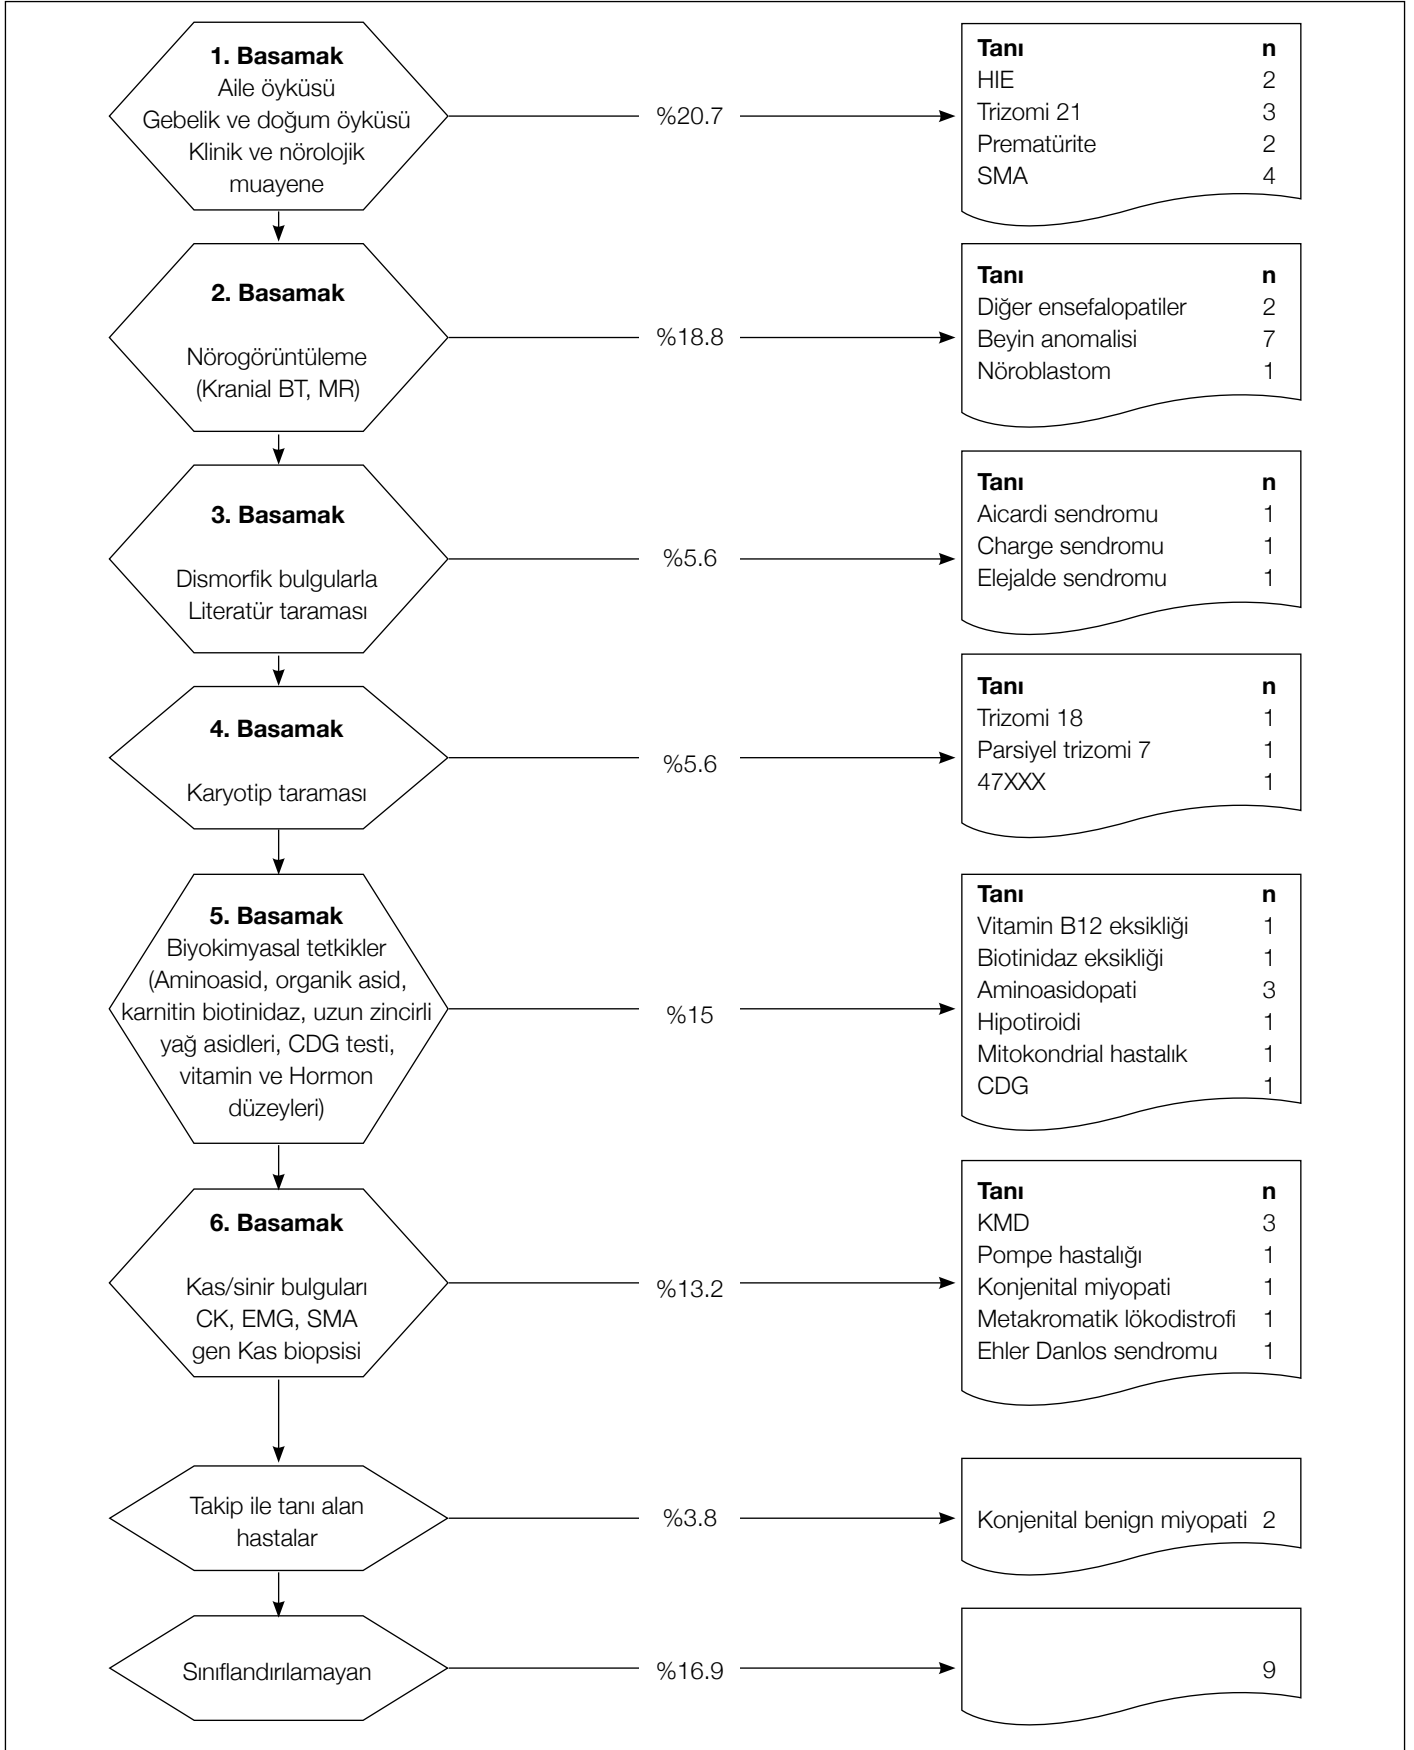 1. Basamak
Aile öyküsü
Gebelik ve doğum öyküsü
Klinik ve nörolojik
muayene
%20.7
Tanı n
HIE 2
Trizomi 21 3
Prematürite 2
SMA 4
2. Basamak
Nörogörüntüleme
(Kranial BT, MR)
%18.8
Tanı n
Diğer ensefalopatiler 2
Beyin anomalisi 7
Nöroblastom 1
3. Basamak
Dismorfik bulgularla
Literatür taraması
%5.6
Tanı n
Aicardi sendromu 1
Charge sendromu 1
Elejalde sendromu 1
4. Basamak
Karyotip taraması
%5.6
Tanı n
Trizomi 18 1
Parsiyel trizomi 7 1
47XXX 1
5. Basamak
Biyokimyasal tetkikler
(Aminoasid, organik asid,
karnitin biotinidaz, uzun zincirli
yağ asidleri, CDG testi,
vitamin ve Hormon
düzeyleri)
%15
Tanı n
Vitamin B12 eksikliği 1
Biotinidaz eksikliği 1
Aminoasidopati 3
Hipotiroidi 1
Mitokondrial hastalık 1
CDG 1
6. Basamak
Kas/sinir bulguları
CK, EMG, SMA
gen Kas biopsisi
%13.2
Tanı n
KMD 3
Pompe hastalığı 1
Konjenital miyopati 1
Metakromatik lökodistrofi 1
Ehler Danlos sendromu 1
Takip ile tanı alan
hastalar
%3.8
Konjenital benign miyopati 2
Sınıflandırılamayan
%16.9
9